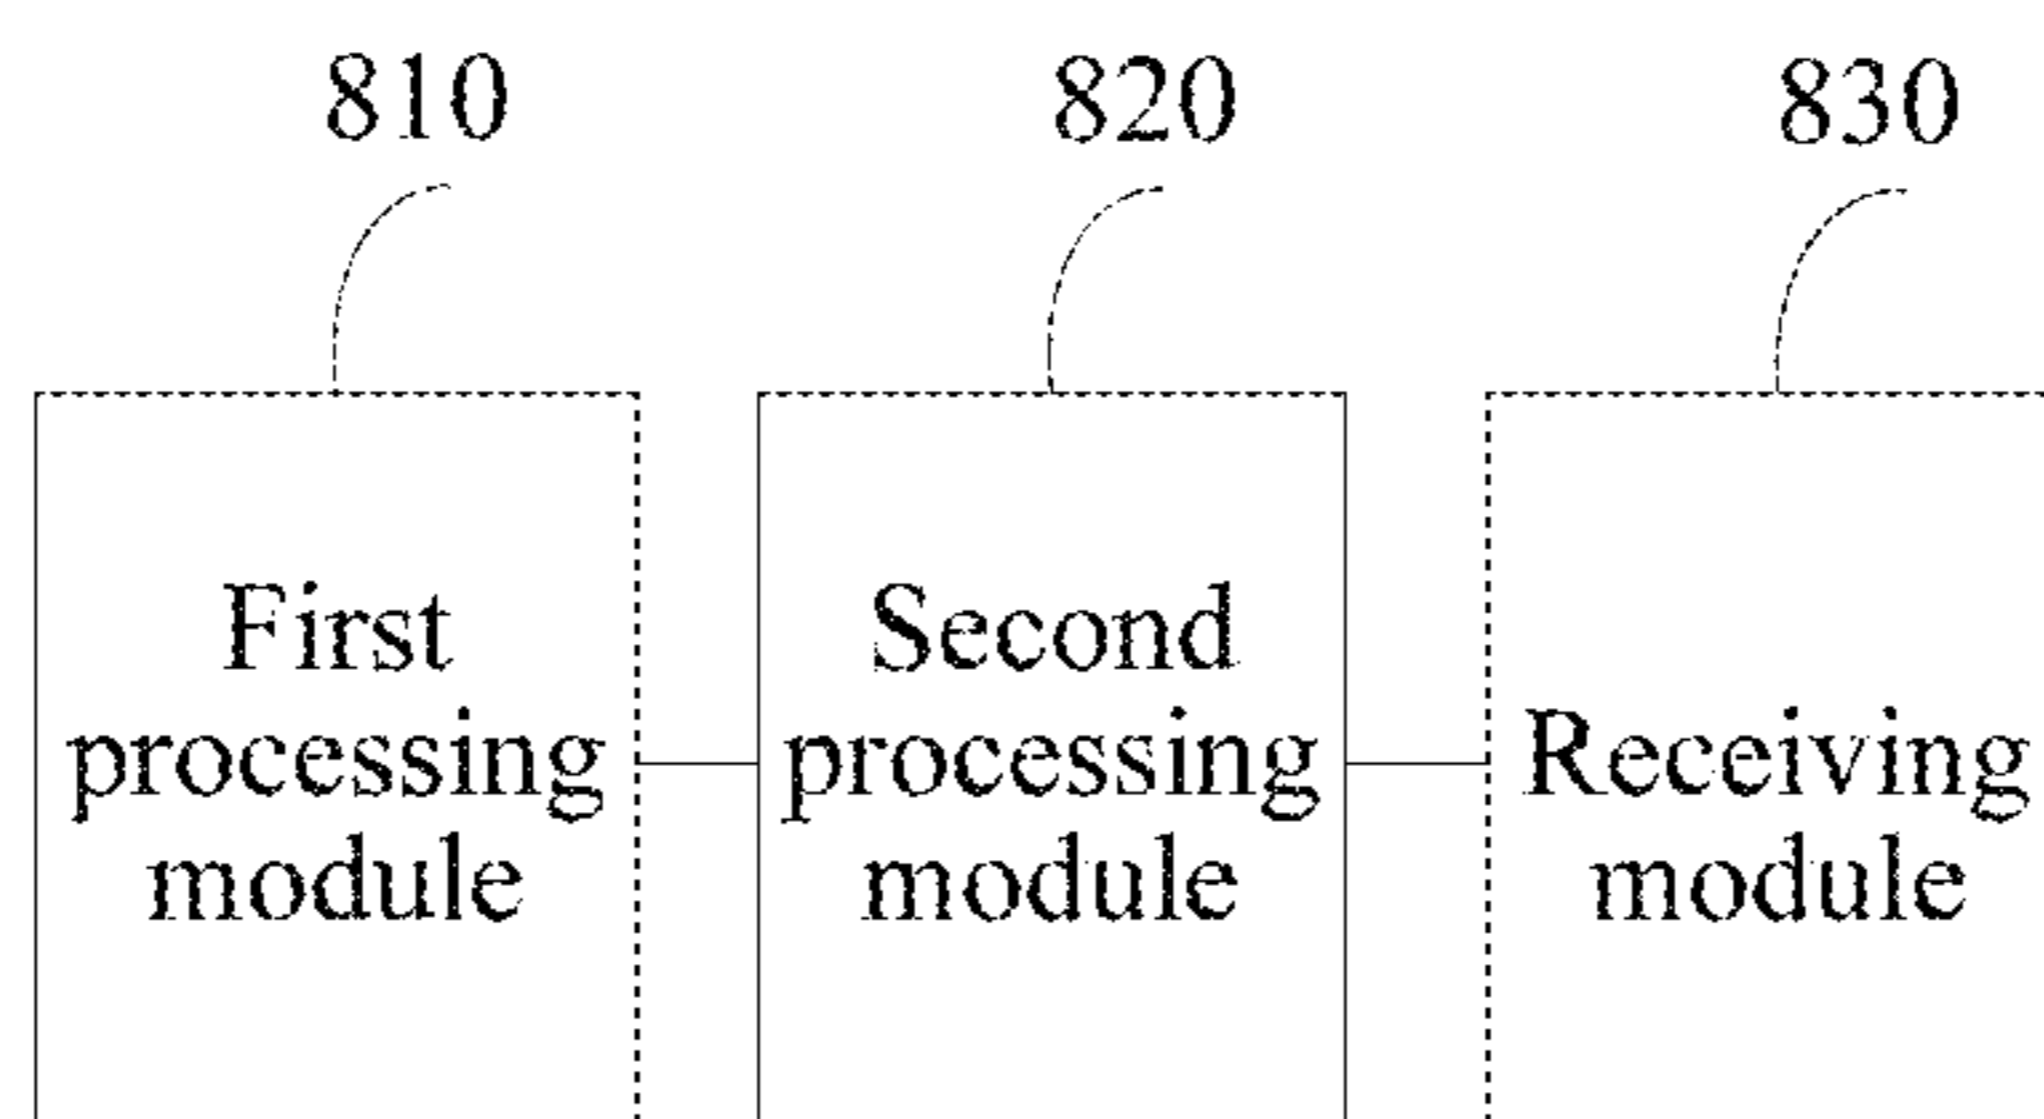 810
820
830
First
processing
module
Second
processing
module
Receiving
module